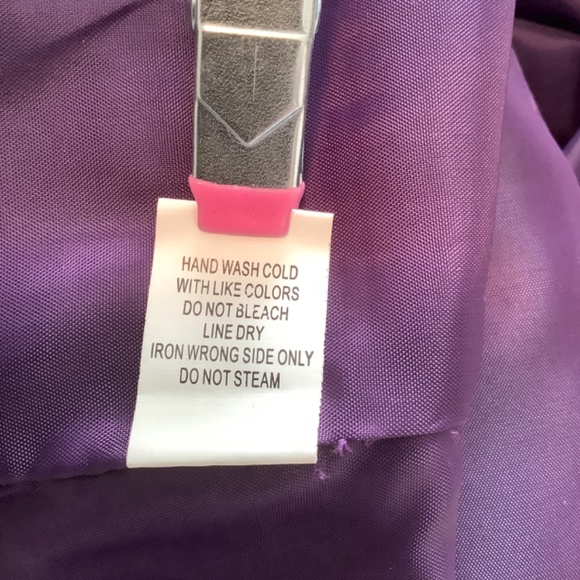 HAND WASH COLD
WITH LIKE COLORS
DO NOT BLEACH
LINE DRY
IRON WRONG SIDE ONLY
DO NOT STEAM